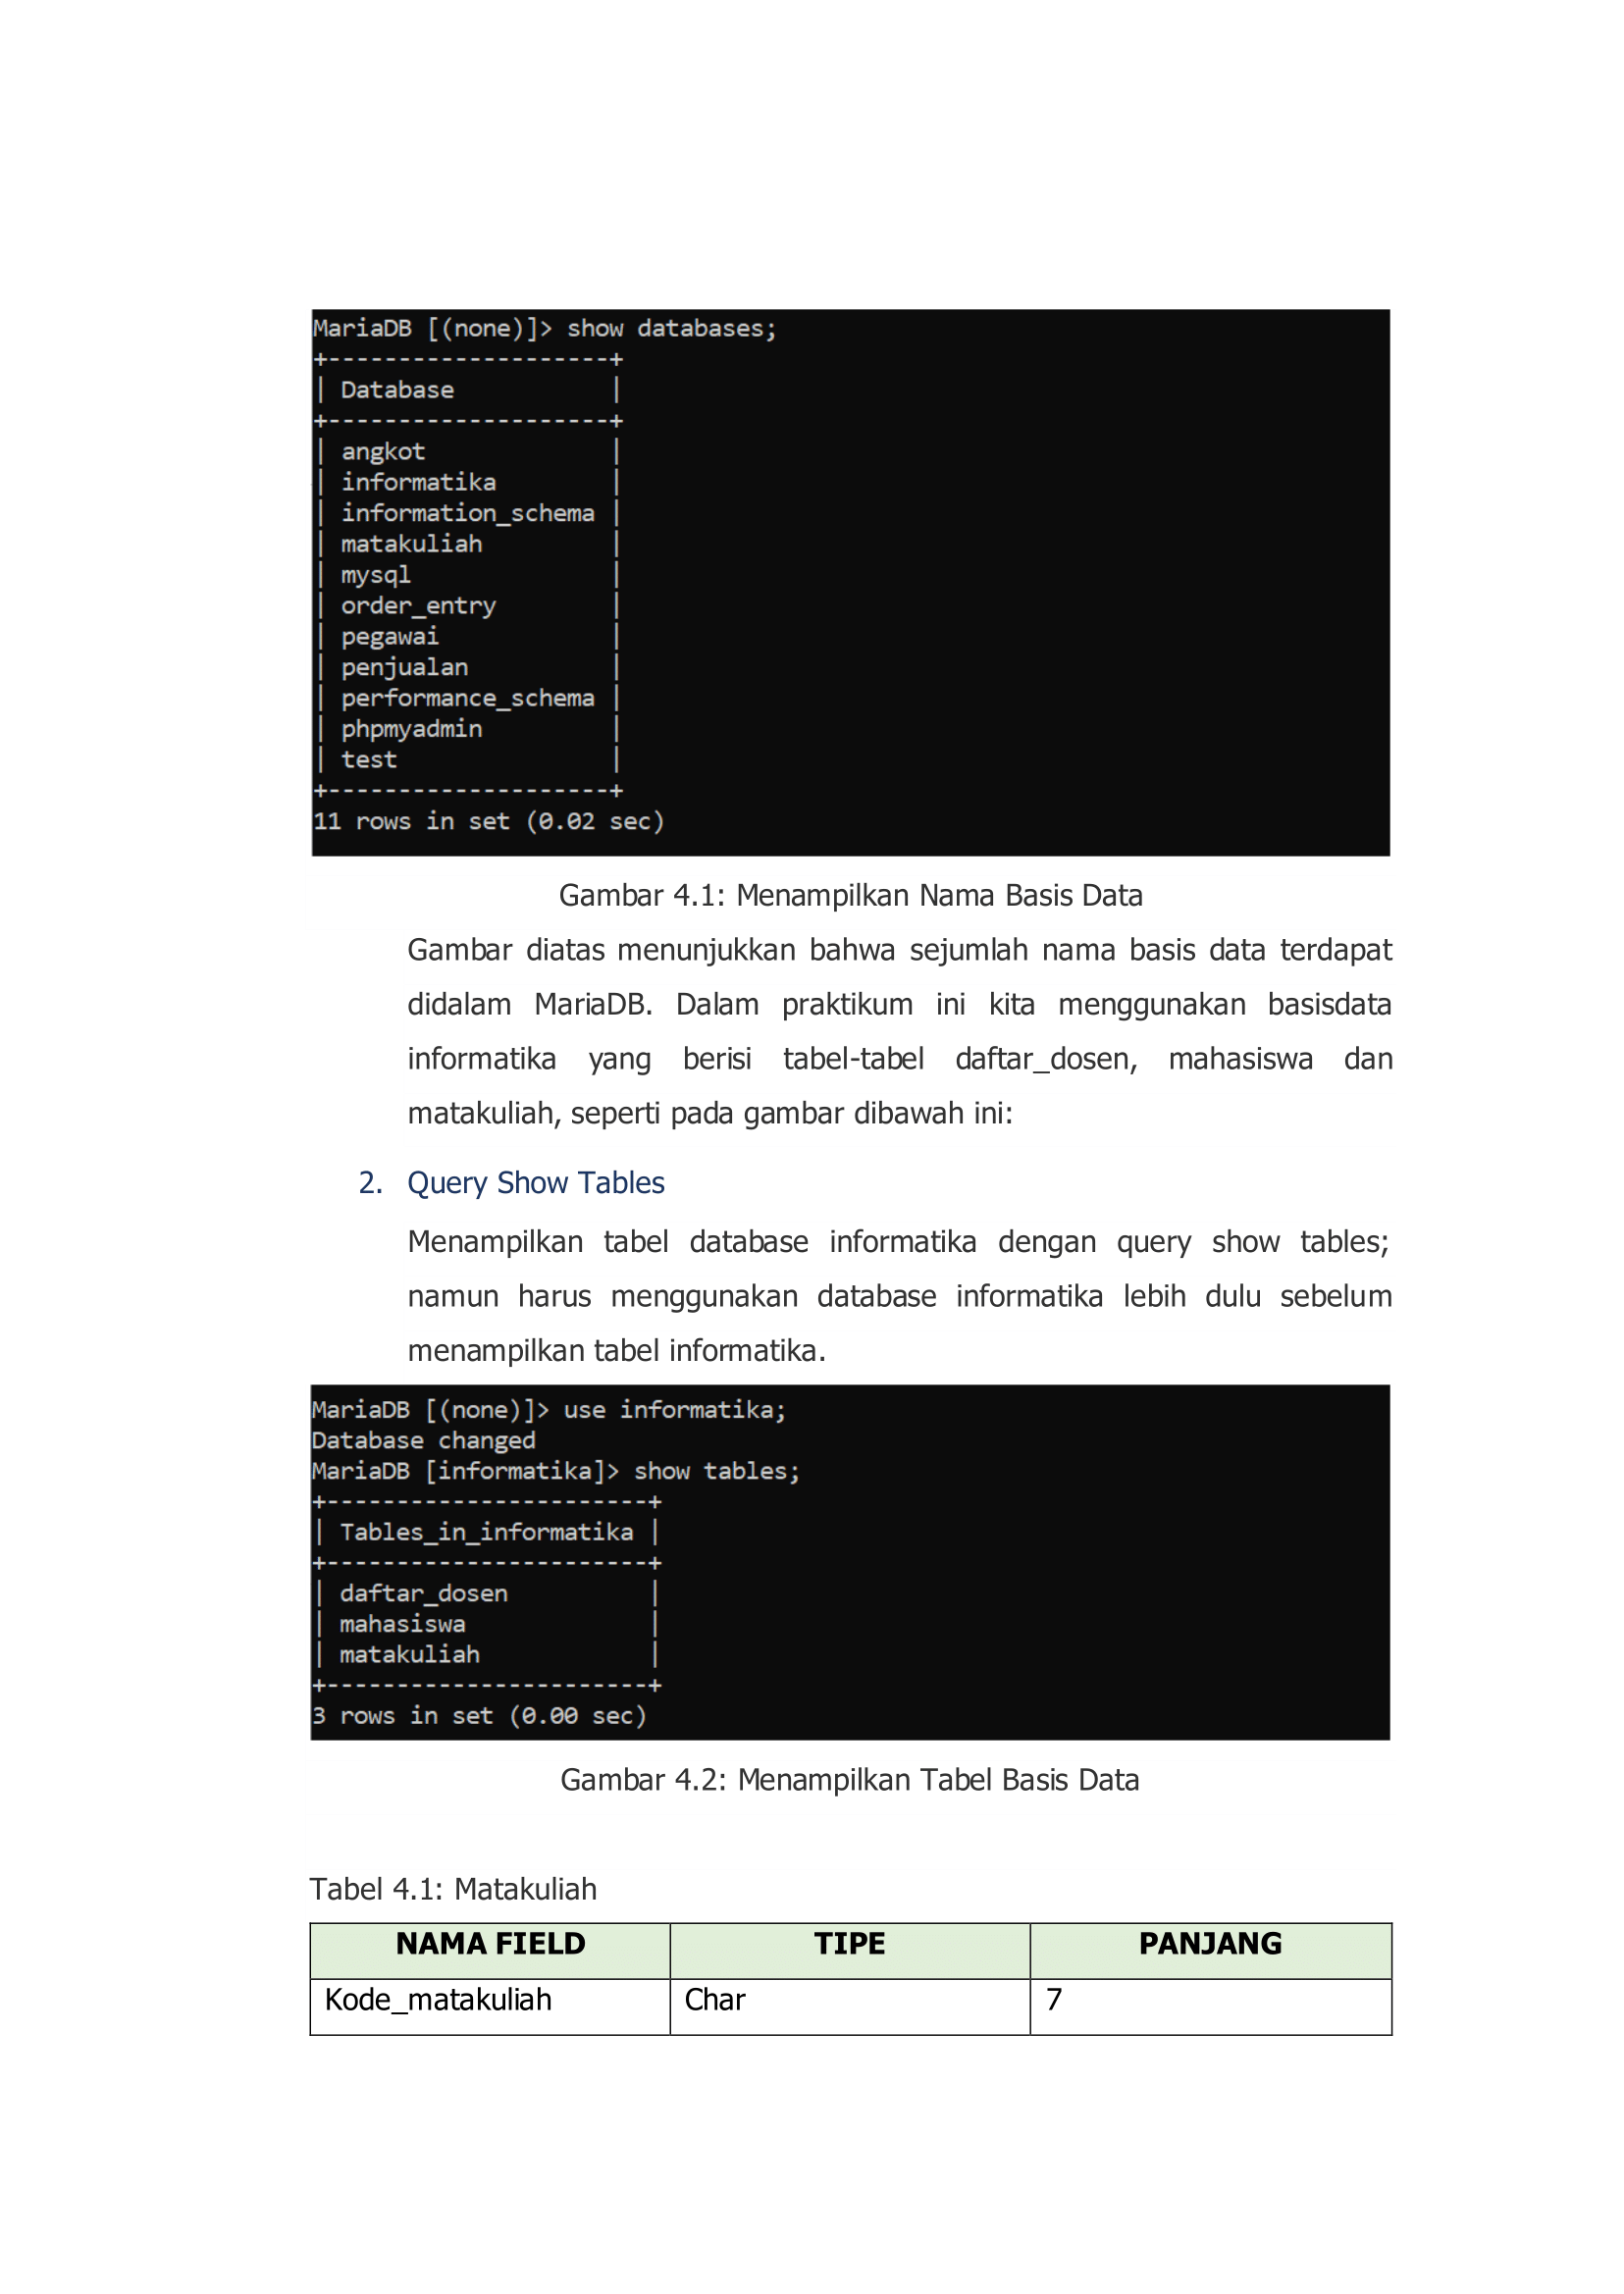 MariaDB [(none)]> show databases;
+--------------------+
| Database           |
+--------------------+
| angkot             |
| informatika        |
| information_schema |
| matakuliah         |
| mysql              |
| order_entry        |
| pegawai            |
| penjualan          |
| performance_schema |
| phpmyadmin         |
| test               |
+--------------------+
11 rows in set (0.02 sec)
Gambar 4.1: Menampilkan Nama Basis Data
Gambar diatas menunjukkan bahwa sejumlah nama basis data terdapat
didalam MariaDB. Dalam praktikum ini kita menggunakan basisdata
informatika yang berisi tabel-tabel daftar_dosen, mahasiswa dan
matakuliah, seperti pada gambar dibawah ini:
2. Query Show Tables
Menampilkan tabel database informatika dengan query show tables;
namun harus menggunakan database informatika lebih dulu sebelum
menampilkan tabel informatika.
MariaDB [(none)]> use informatika;
Database changed
MariaDB [informatika]> show tables;
+-----------------------+
| Tables_in_informatika |
+-----------------------+
| daftar_dosen          |
| mahasiswa             |
| matakuliah            |
+-----------------------+
3 rows in set (0.00 sec)
Gambar 4.2: Menampilkan Tabel Basis Data
Tabel 4.1: Matakuliah
NAMA FIELD TIPE PANJANG
Kode_matakuliah Char 7